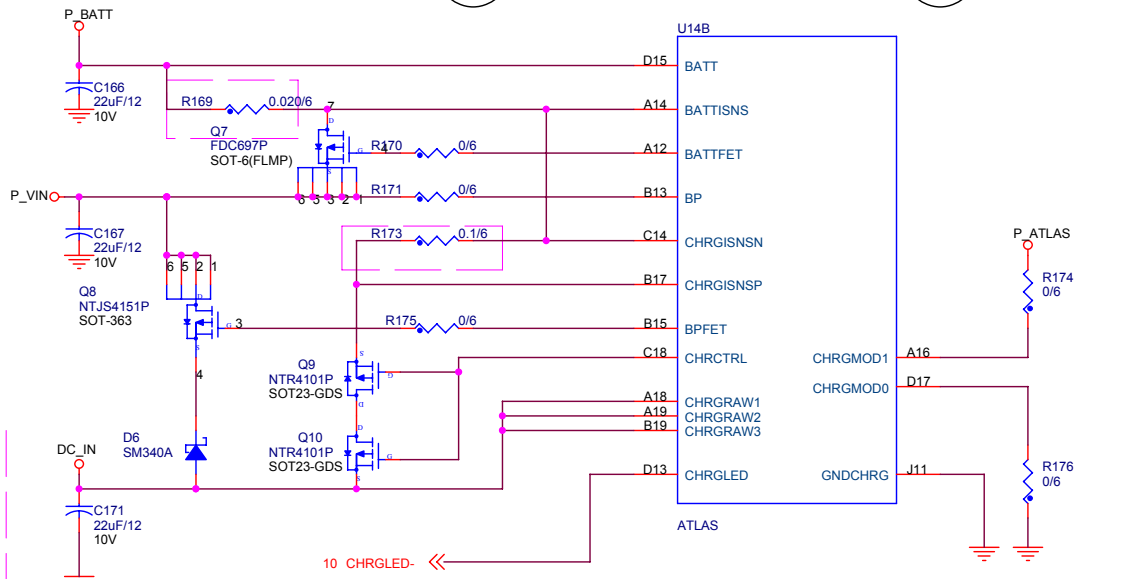 P_BATT
U14B
D15 BATT
C166
22uF/12
10V
R169 0.020/6
7
A14 BATTISNS
D
Q7
FDC697P
SOT-6(FLMP)
G 4
R170 0/6
A12 BATTFET
S
P_VIN
6 5 3 2 1
R171 0/6
B13 BP
C167
22uF/12
10V
R173 0.1/6
C14 CHRGISNSN
P_ATLAS
6 5 2 1
R174
0/6
B17 CHRGISNSP
Q8
NTJS4151P
SOT-363
D
G 3
S
R175 0/6
B15 BPFET
4
C18 CHRCTRL
CHRGMOD1 A16
Q9
NTR4101P
SOT23-GDS
S
G
D
CHRGMOD0 D17
A18 CHRGRAW1
A19 CHRGRAW2
B19 CHRGRAW3
D6
SM340A
Q10
NTR4101P
SOT23-GDS
D
G
S
DC_IN
D13 CHRGLED
GNDCHRG J11
R176
0/6
C171
22uF/12
10V
ATLAS
10 CHRGLED-